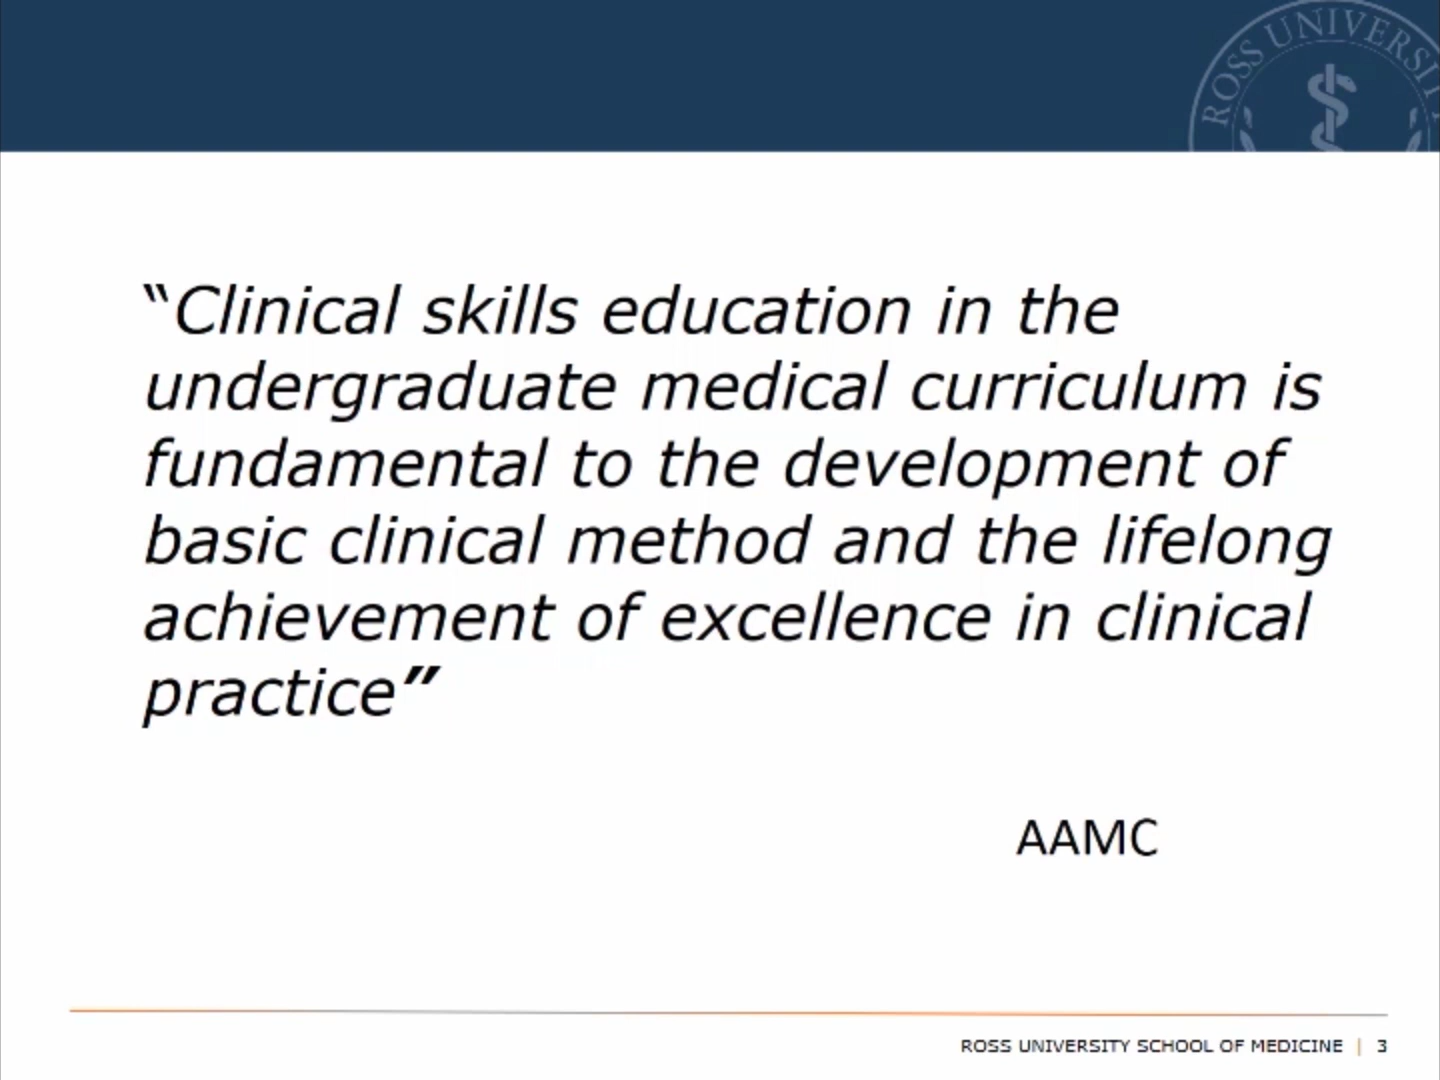 ROSS UNIVERSI
“Clinical skills education in the
undergraduate medical curriculum is
fundamental to the development of
basic clinical method and the lifelong
achievement of excellence in clinical
practice”
AAMC
ROSS UNIVERSITY SCHOOL OF MEDICINE | 3